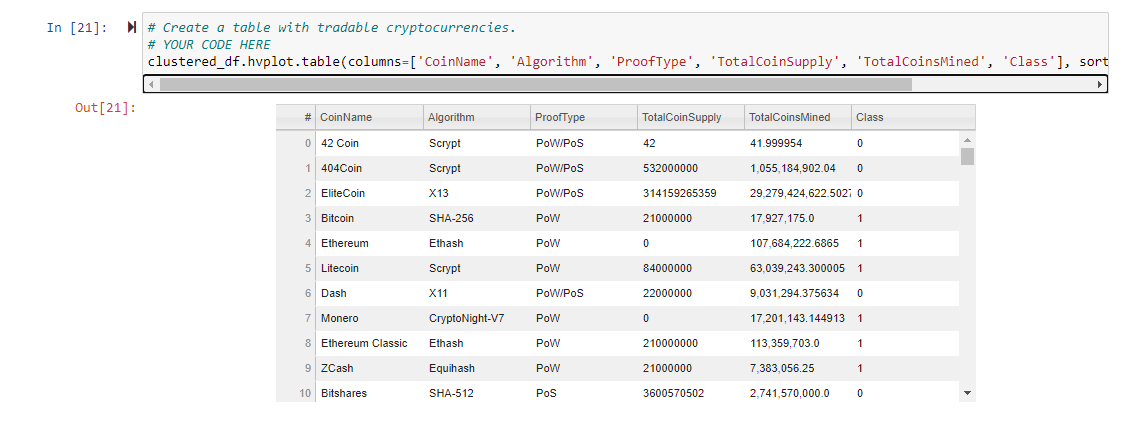 In [21]:
# Create a table with tradable cryptocurrencies.
# YOUR CODE HERE
clustered_df.hvplot.table(columns=['CoinName', 'Algorithm', 'ProofType', 'TotalCoinSupply', 'TotalCoinsMined', 'Class'], sort
Out[21]:
# CoinName Algorithm ProofType TotalCoinSupply TotalCoinsMined Class
0 42 Coin Scrypt PoW/PoS 42 41.999954 0
1 404Coin Scrypt PoW/PoS 532000000 1,055,184,902.04 0
2 EliteCoin X13 PoW/PoS 314159265359 29,279,424,622.5027 0
3 Bitcoin SHA-256 PoW 21000000 17,927,175.0 1
4 Ethereum Ethash PoW 0 107,684,222.6865 1
5 Litecoin Scrypt PoW 84000000 63,039,243.300005 1
6 Dash X11 PoW/PoS 22000000 9,031,294.375634 0
7 Monero CryptoNight-V7 PoW 0 17,201,143.144913 1
8 Ethereum Classic Ethash PoW 210000000 113,359,703.0 1
9 ZCash Equihash PoW 21000000 7,383,056.25 1
10 Bitshares SHA-512 PoS 3600570502 2,741,570,000.0 0